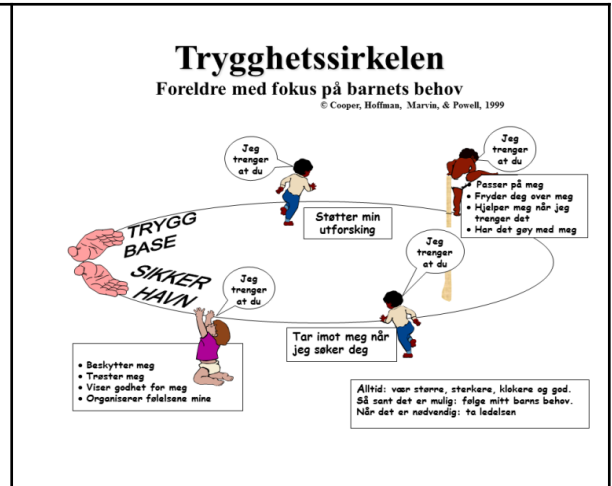 Trygghetssirkelen
Foreldre med fokus på barnets behov
© Cooper, Hoffman, Marvin, & Powell, 1999
Jeg
trenger
at du
Støtter min
utforsking
Jeg
trenger
at du
• Passer på meg
• Fryder deg over meg
• Hjelper meg når jeg
trenger det
• Har det gøy med meg
TRYGG
BASE
SIKKER
HAVN
Jeg
trenger
at du
Tar imot meg når
jeg søker deg
Jeg
trenger
at du
• Beskytter meg
• Trøster meg
• Viser godhet for meg
• Organiserer følelsene mine
Alltid: vær større, sterkere, klokere og god.
Så sant det er mulig: følge mitt barns behov.
Når det er nødvendig: ta ledelsen